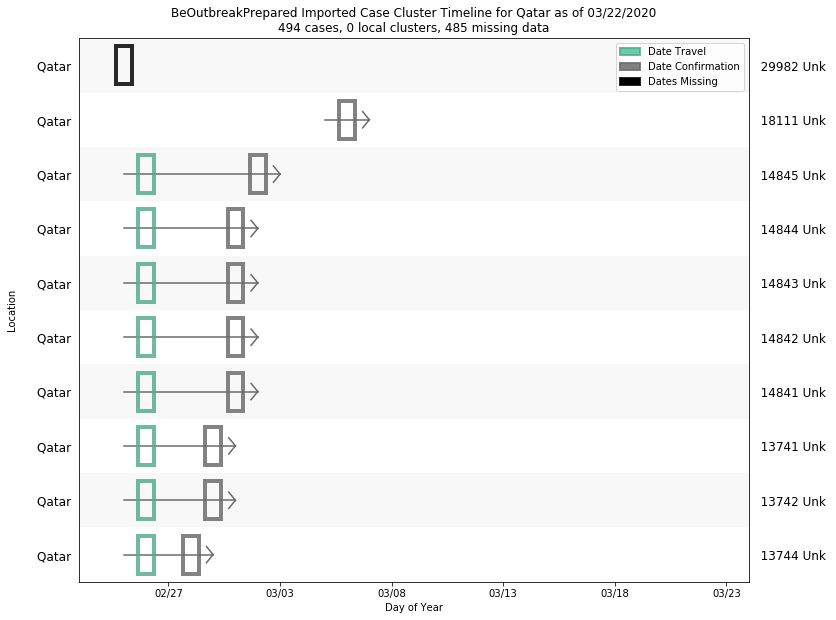 BeOutbreakPrepared Imported Case Cluster Timeline for Qatar as of 03/22/2020
494 cases, 0 local clusters, 485 missing data
Date Travel
Date Confirmation
Dates Missing
Qatar 29982 Unk
Qatar 18111 Unk
Qatar 14845 Unk
Qatar 14844 Unk
Qatar 14843 Unk
Qatar 14842 Unk
Qatar 14841 Unk
Qatar 13741 Unk
Qatar 13742 Unk
Qatar 13744 Unk
Location
02/27 03/03 03/08 03/13 03/18 03/23
Day of Year